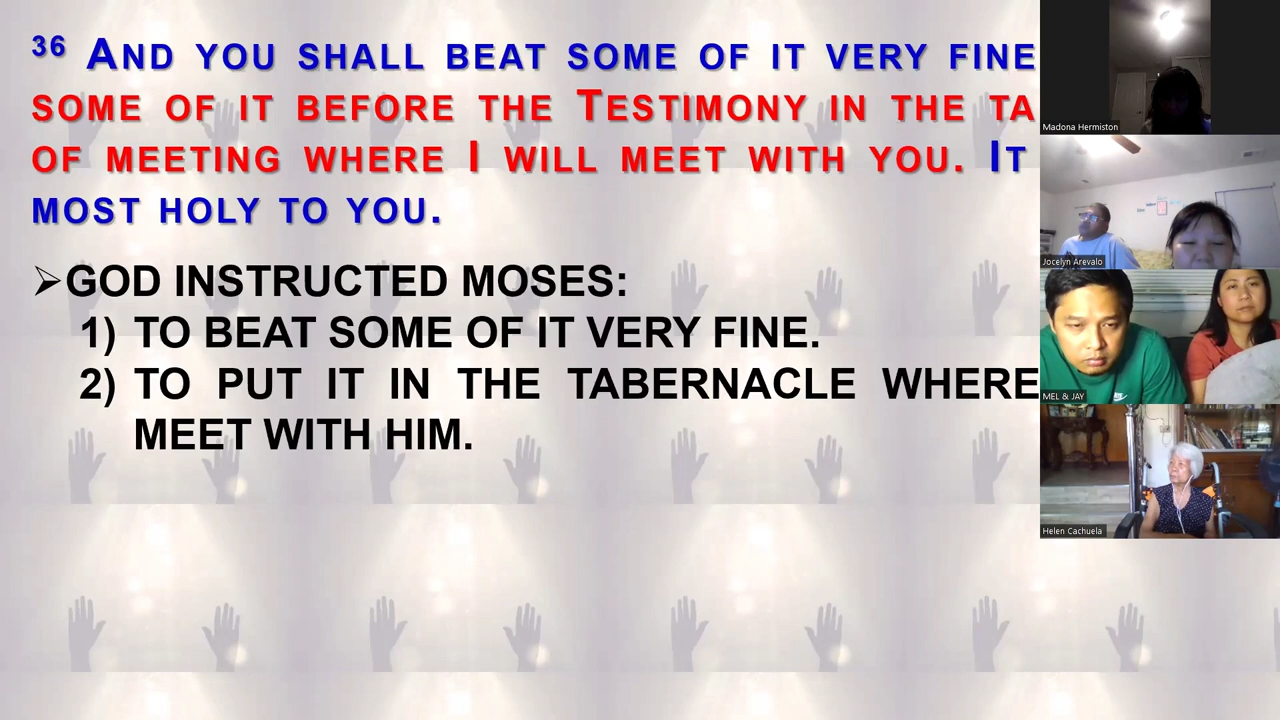 36 And you shall beat some of it very fine
some of it before the Testimony in the ta
of meeting where I will meet with you. It
most holy to you.
➢GOD INSTRUCTED MOSES:
1) TO BEAT SOME OF IT VERY FINE.
2) TO PUT IT IN THE TABERNACLE WHERE
MEET WITH HIM.
Madona Hermiston
Jocelyn Arevalo
MEL & JAY
Helen Cachuela